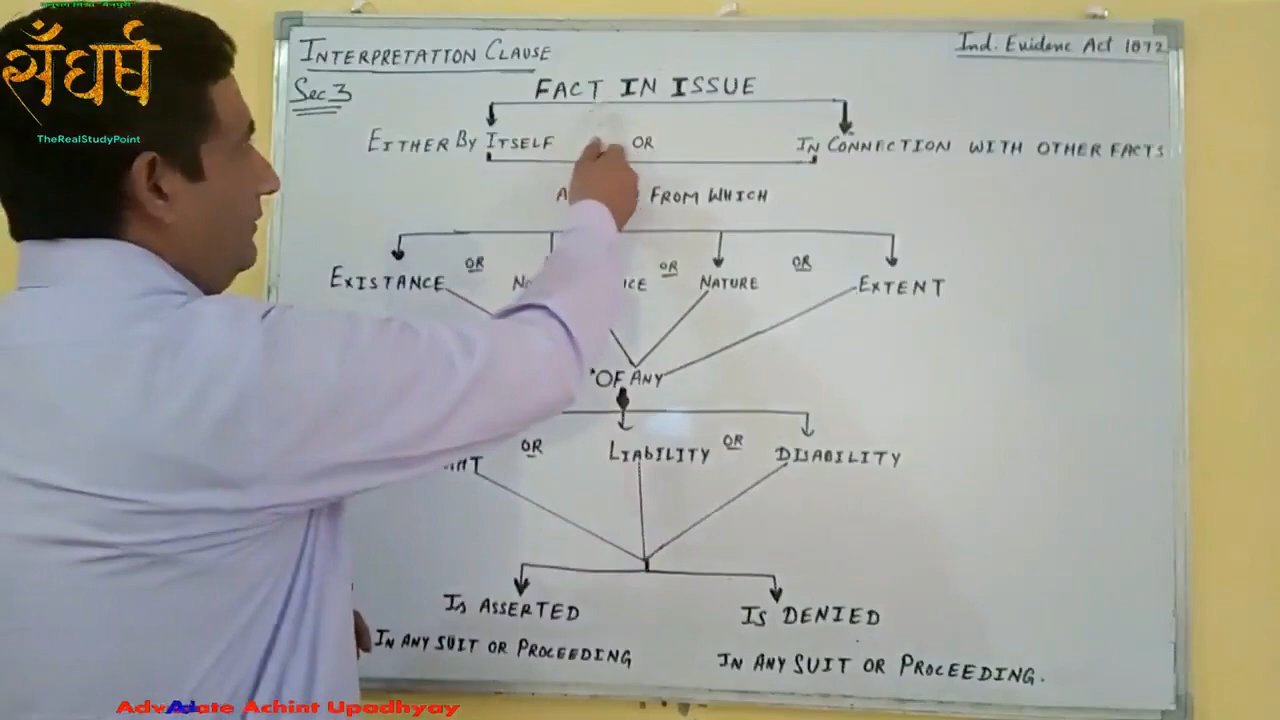 संघर्ष
TheRealStudyPoint
INTERPRETATION CLAUSE
Ind. Evidenc Act 1872
Sec 3
FACT IN ISSUE
EITHER BY ITSELF OR IN CONNECTION WITH OTHER FACTS
FROM WHICH
EXISTANCE OR OR NATURE OR EXTENT
*OF ANY
OR LIABILITY OR DISABILITY
IS ASSERTED IS DENIED
IN ANY SUIT OR PROCEEDING IN ANY SUIT OR PROCEEDING.
Achint Upadhyay